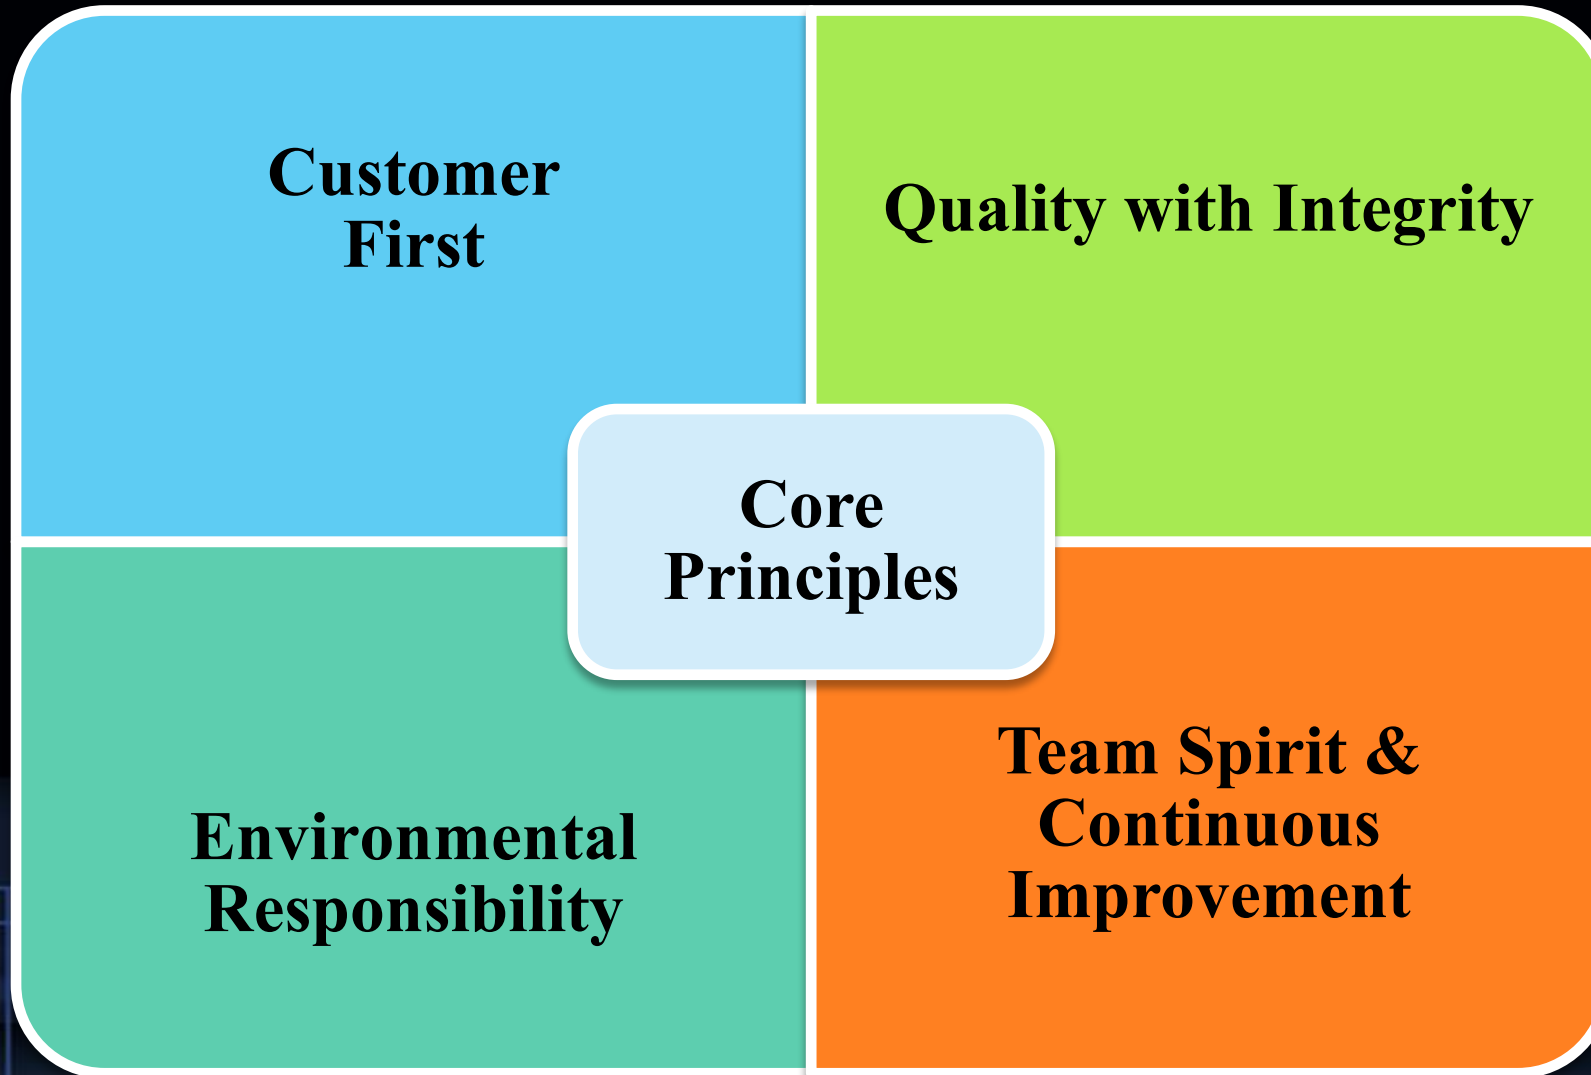 Customer
First
Quality with Integrity
Core
Principles
Environmental
Responsibility
Team Spirit &
Continuous
Improvement